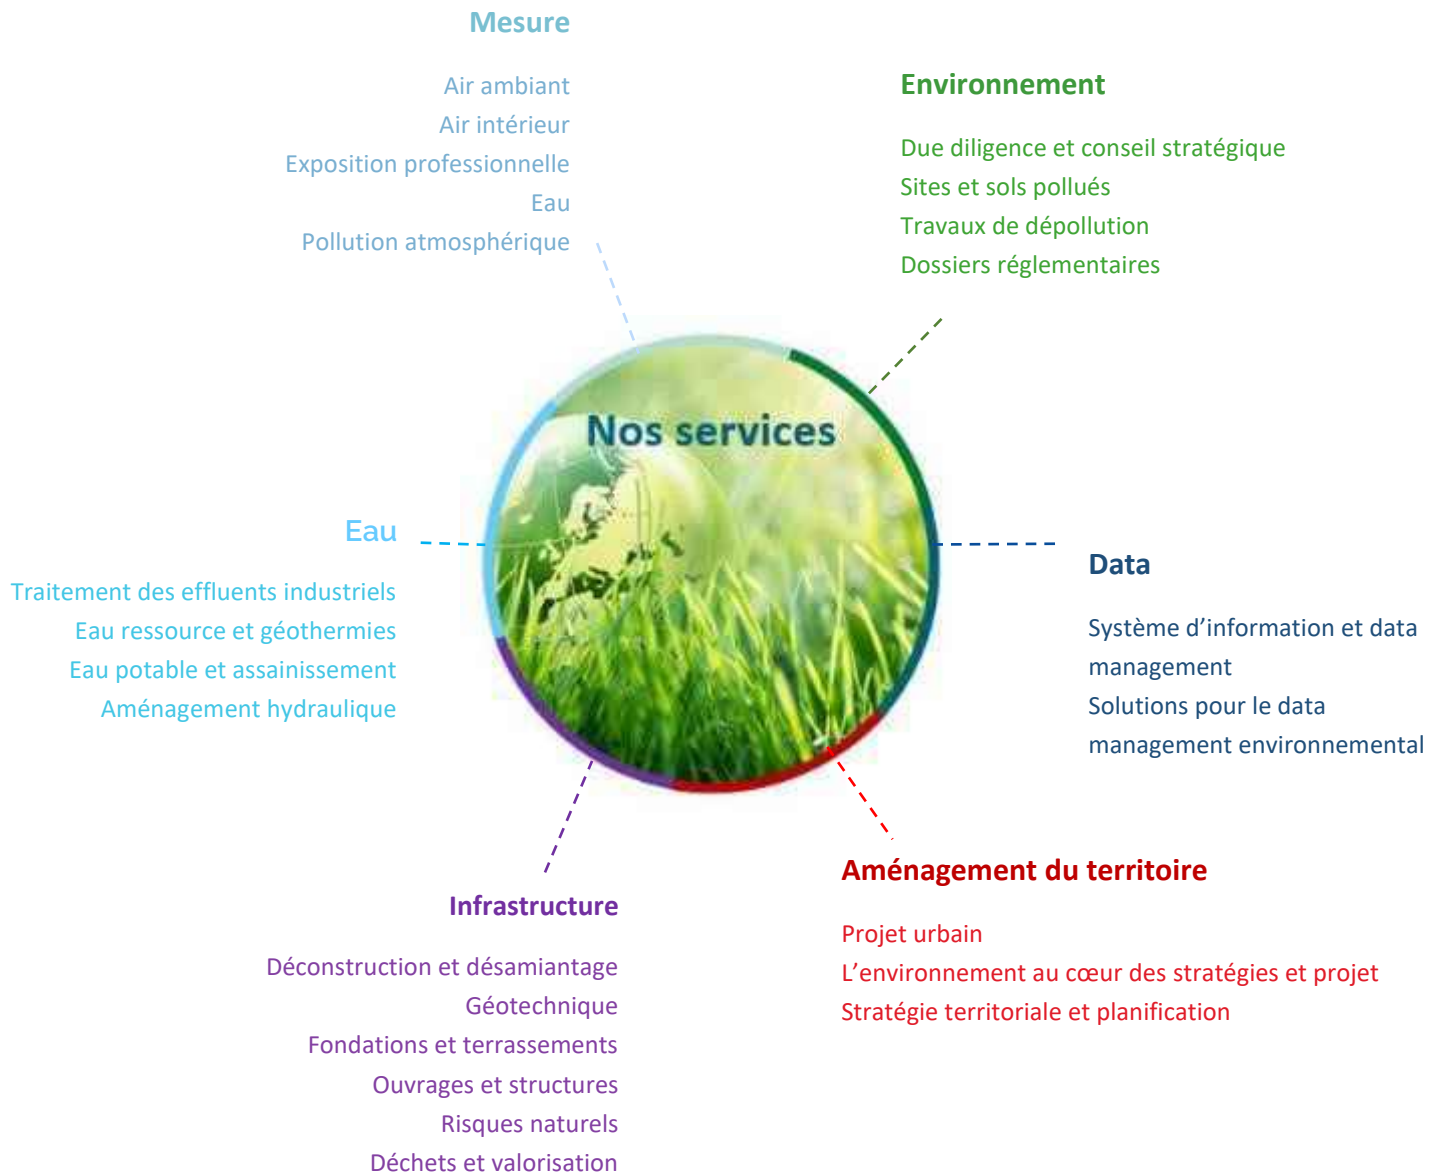 Mesure
Air ambiant
Air intérieur
Exposition professionnelle
Eau
Pollution atmosphérique
Environnement
Due diligence et conseil stratégique
Sites et sols pollués
Travaux de dépollution
Dossiers réglementaires
Nos services
Eau
Traitement des effluents industriels
Eau ressource et géothermies
Eau potable et assainissement
Aménagement hydraulique
Data
Système d’information et data
management
Solutions pour le data
management environnemental
Infrastructure
Déconstruction et désamiantage
Géotechnique
Fondations et terrassements
Ouvrages et structures
Risques naturels
Déchets et valorisation
Aménagement du territoire
Projet urbain
L’environnement au cœur des stratégies et projet
Stratégie territoriale et planification